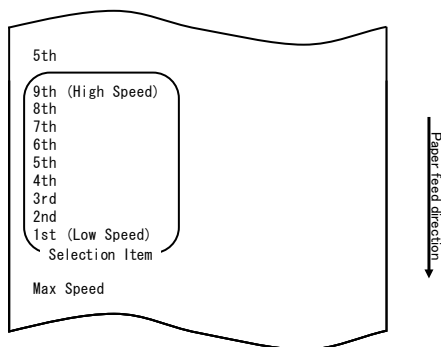 5th
9th (High Speed)
8th
7th
6th
5th
4th
3rd
2nd
1st (Low Speed)
Selection Item
Max Speed
Paper feed direction